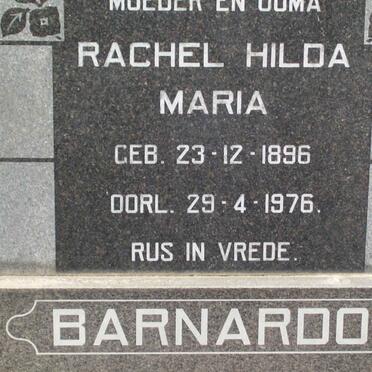 MOEDER EN OUMA
RACHEL HILDA
MARIA
GEB. 23-12-1896
OORL. 29-4-1976.
RUS IN VREDE.
BARNARDO